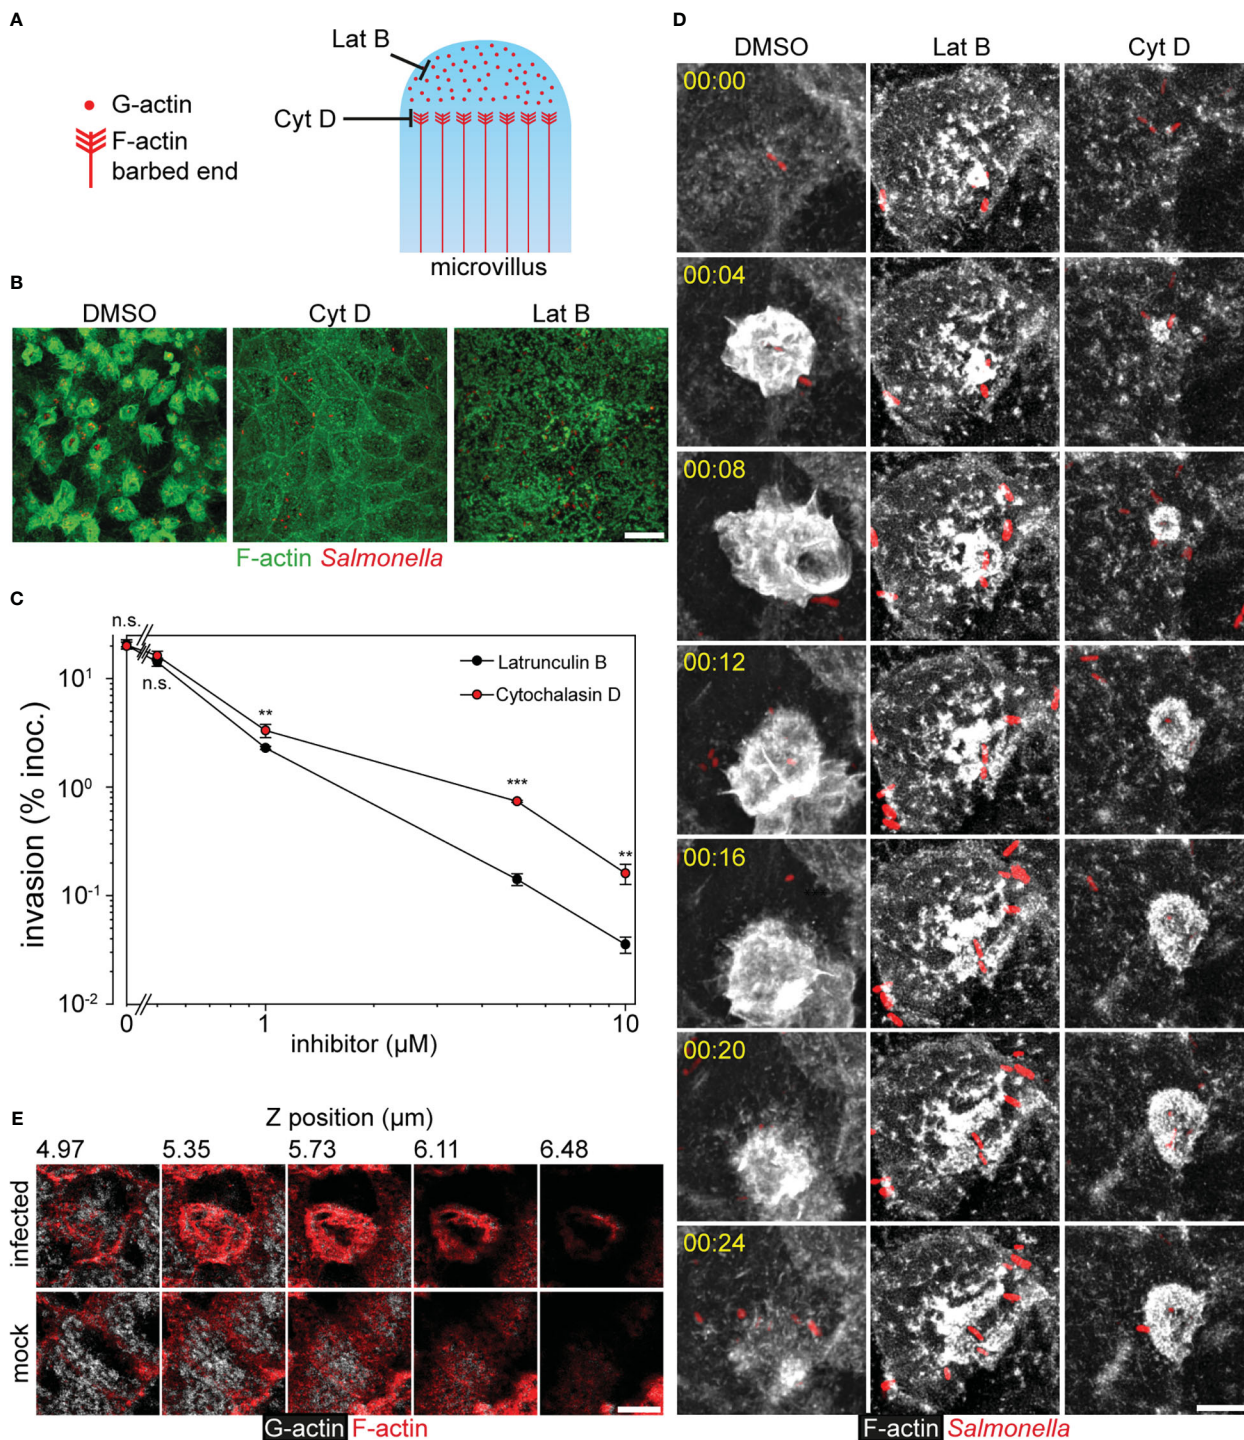 A
Lat B
G-actin
Cyt D
F-actin
barbed end
microvillus
B
DMSO Cyt D Lat B
F-actin Salmonella
C
n.s.
n.s.
**
***
**
Latrunculin B
Cytochalasin D
10¹
10⁰
10⁻¹
10⁻²
invasion (% inoc.)
0 1 10
inhibitor (µM)
E
Z position (µm)
4.97 5.35 5.73 6.11 6.48
infected
mock
G-actin F-actin
D
DMSO Lat B Cyt D
00:00
00:04
00:08
00:12
00:16
00:20
00:24
F-actin Salmonella